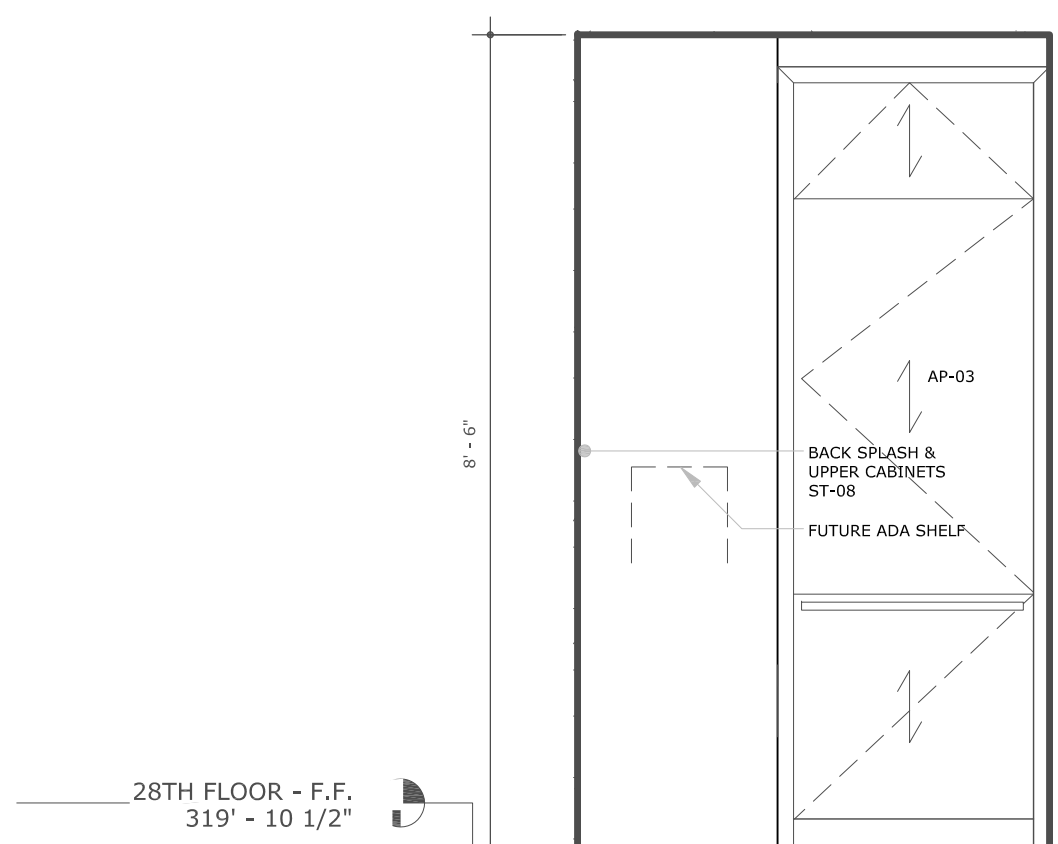 AP-03
8' - 6"
BACK SPLASH &
UPPER CABINETS
ST-08
FUTURE ADA SHELF
28TH FLOOR - F.F.
319' - 10 1/2"